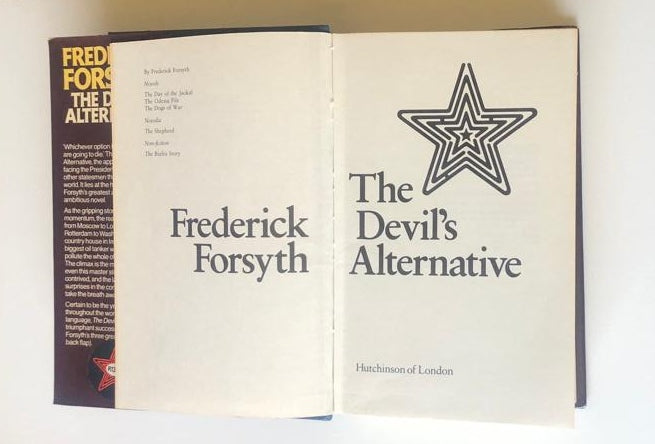 FREDE
FORS
THE D
ALTER
'Whichever option
are going to die.' Th
Alternative, the app
facing the Presiden
other statesmen th
world. It lies at the h
Forsyth's greatest a
ambitious novel.
As the gripping sto
momentum, the rea
from Moscow to Lo
Rotterdam to Wash
country house in Ire
biggest oil tanker w
pollute the whole o
The climax is the m
even this master st
contrived, and the l
surprises in the con
take the breath awa
Certain to be the ye
throughout the wor
language, The Devi
triumphant succes
Forsyth's three gre
back flap).
By Frederick Forsyth
Novels
The Day of the Jackal
The Odessa File
The Dogs of War
Novella
The Shepherd
Non-fiction
The Biafra Story
Frederick
Forsyth
The
Devil's
Alternative
Hutchinson of London